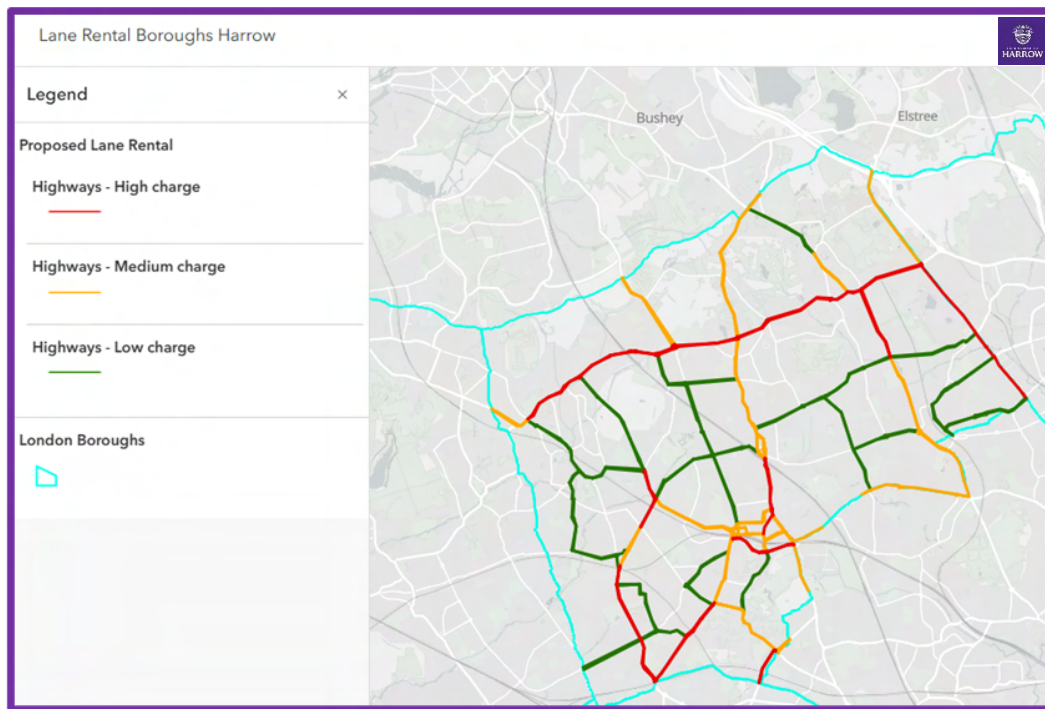 Lane Rental Boroughs Harrow
HARROW
Legend
×
Proposed Lane Rental
Highways - High charge
Highways - Medium charge
Highways - Low charge
London Boroughs
Bushey
Elstree